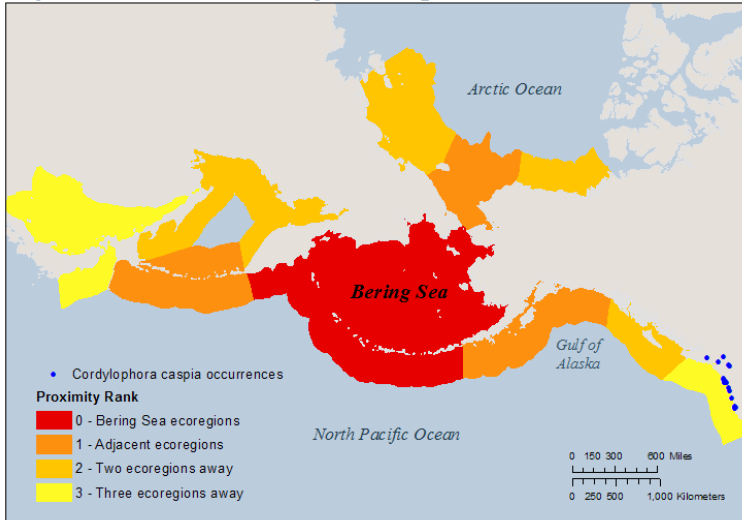 Arctic Ocean
Bering Sea
Gulf of
Alaska
North Pacific Ocean
Cordylophora caspia occurrences
Proximity Rank
0 - Bering Sea ecoregions
1 - Adjacent ecoregions
2 - Two ecoregions away
3 - Three ecoregions away
0 150 300 600 Miles
0 250 500 1,000 Kilometers